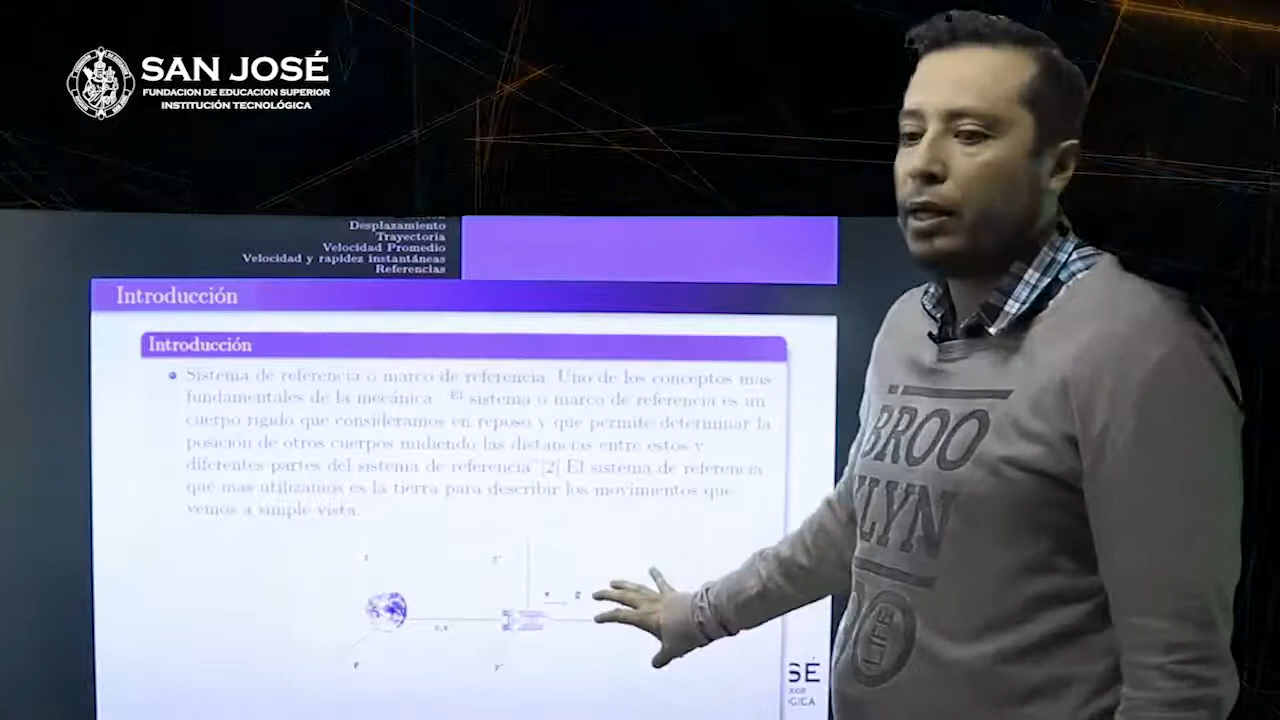 SAN JOSÉ
FUNDACION DE EDUCACION SUPERIOR
INSTITUCIÓN TECNOLÓGICA
Desplazamiento
Trayectoria
Velocidad Promedio
Velocidad y rapidez instantáneas
Referencias
Introducción
Introducción
Sistema de referencia o marco de referencia: Uno de los conceptos mas
fundamentales de la mecánica. "El sistema o marco de referencia es un
cuerpo rígido que consideramos en reposo y que permite determinar la
posición de otros cuerpos midiendo las distancias entre estos y
diferentes partes del sistema de referencia"[2].El sistema de referencia
que mas utilizamos es la tierra para describir los movimientos que
vemos a simple vista.
BROO
KLYN
LIFE
SÉ